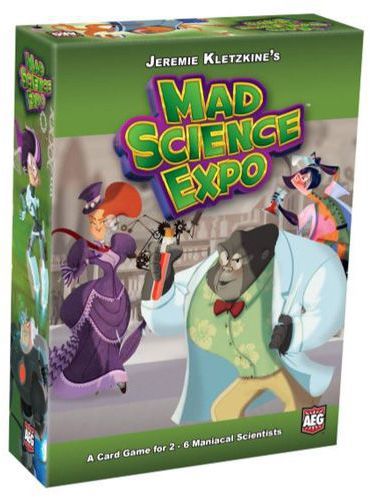 JEREMIE KLETZKINE'S
MAD
SCIENCE
EXPO
A Card Game for 2 - 6 Maniacal Scientists
AEG